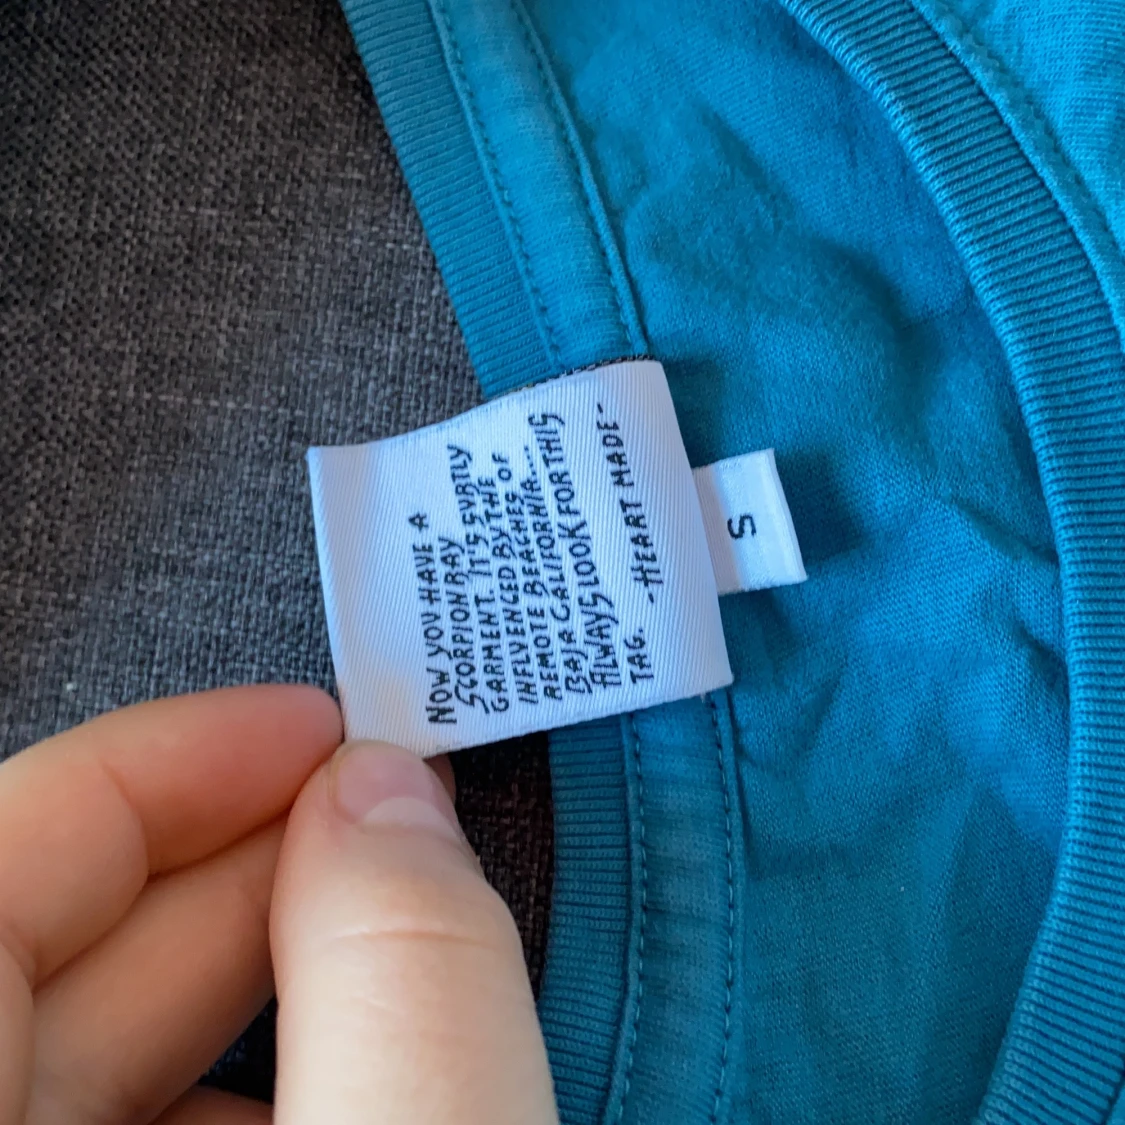 NOW YOU HAVE A
SCORPION RAY
GARMENT. IT'S SUBTLY
INFLUENCED BY THE
REMOTE BEACHES OF
BAJA CALIFORNIA....
ALWAYS LOOK FOR THIS
TAG.
-HEART MADE-
S